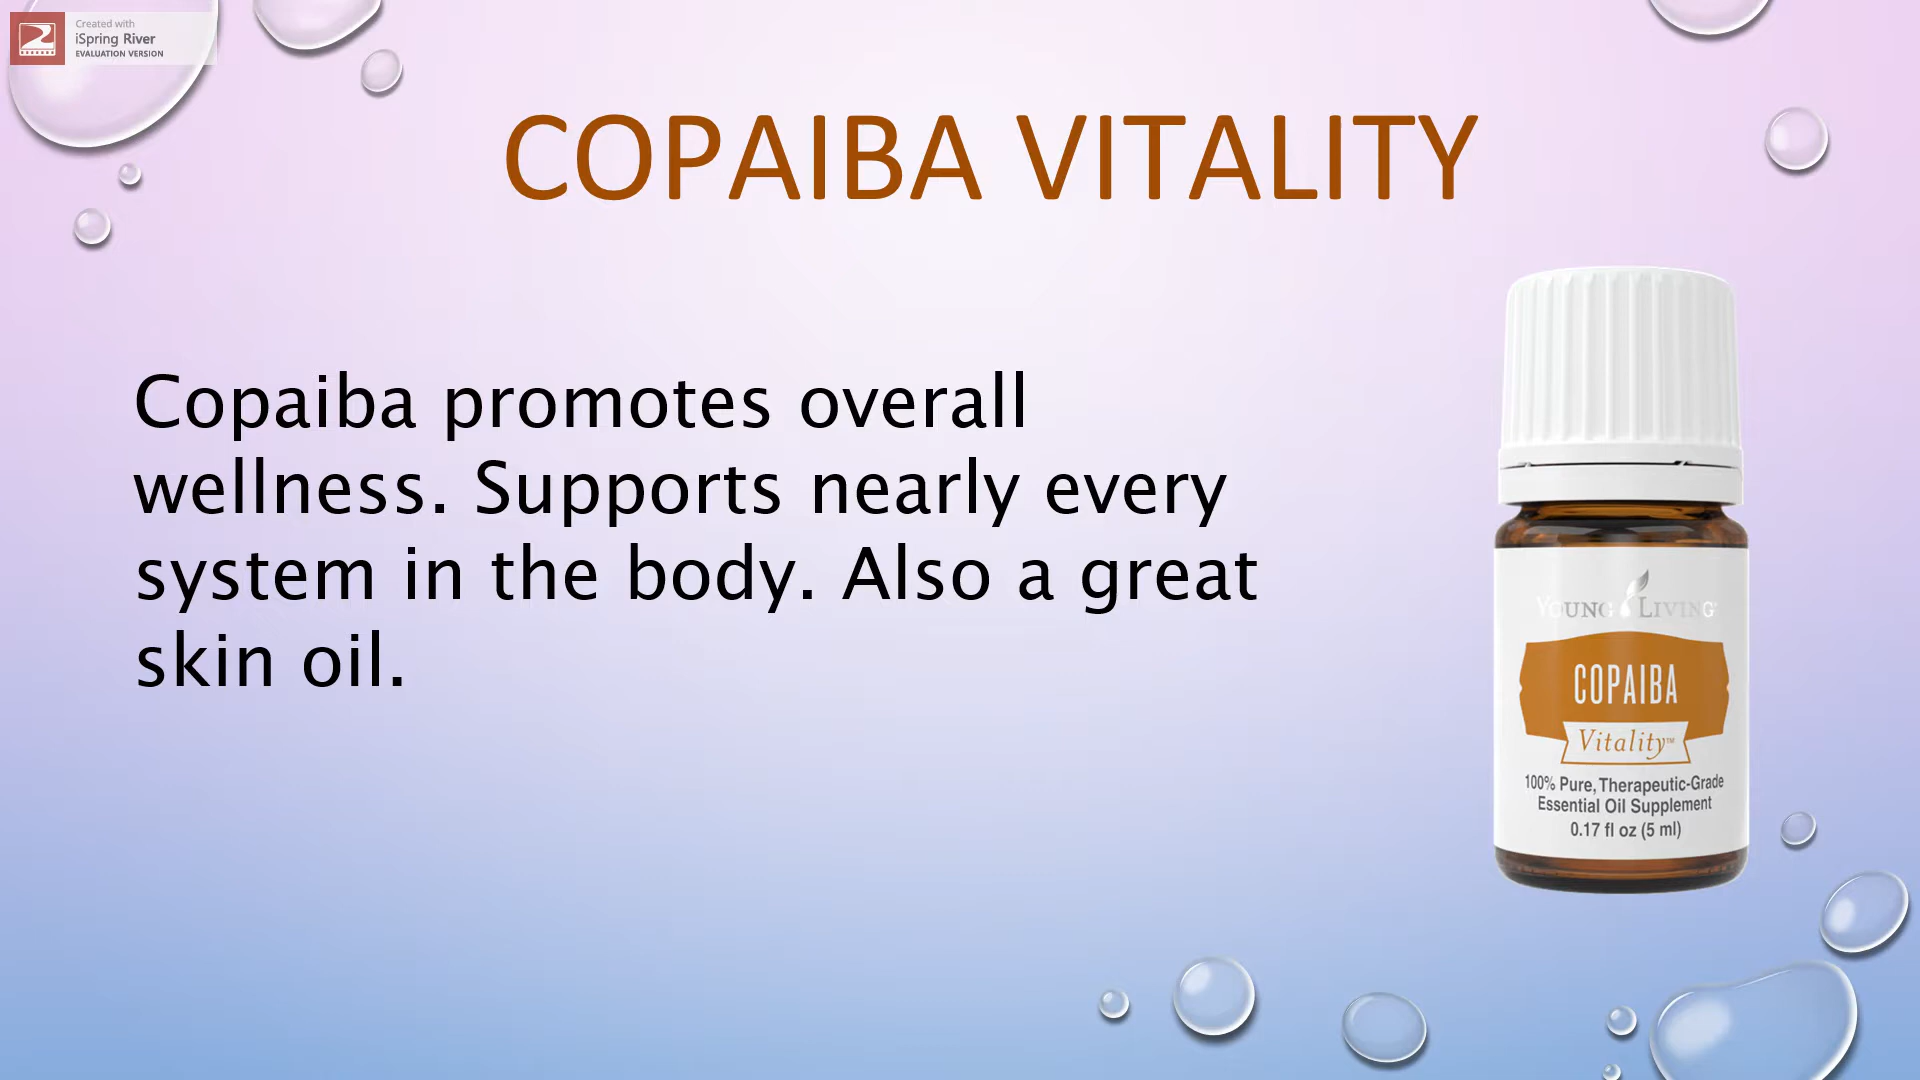 Created with
iSpring River
EVALUATION VERSION
COPAIBA VITALITY
Copaiba promotes overall
wellness. Supports nearly every
system in the body. Also a great
skin oil.
YOUNG LIVING
COPAIBA
Vitality™
100% Pure, Therapeutic-Grade
Essential Oil Supplement
0.17 fl oz (5 ml)